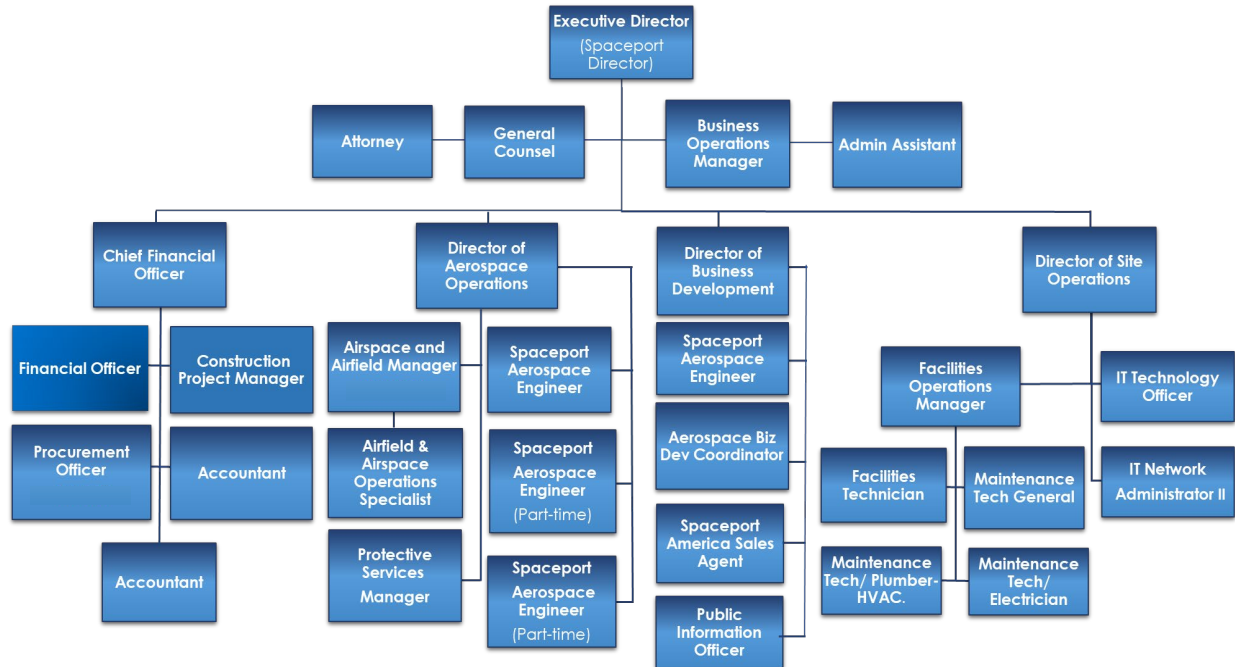 Executive Director
(Spaceport
Director)
Attorney
General
Counsel
Business
Operations
Manager
Admin Assistant
Chief Financial
Officer
Director of
Aerospace
Operations
Director of
Business
Development
Director of Site
Operations
Financial Officer
Construction
Project Manager
Procurement
Officer
Accountant
Accountant
Airspace and
Airfield Manager
Airfield &
Airspace
Operations
Specialist
Protective
Services
Manager
Spaceport
Aerospace
Engineer
Spaceport
Aerospace
Engineer
(Part-time)
Spaceport
Aerospace
Engineer
(Part-time)
Spaceport
Aerospace
Engineer
Aerospace Biz
Dev Coordinator
Spaceport
America Sales
Agent
Public
Information
Officer
Facilities
Operations
Manager
IT Technology
Officer
Facilities
Technician
Maintenance
Tech General
IT Network
Administrator II
Maintenance
Tech/ Plumber-
HVAC.
Maintenance
Tech/
Electrician